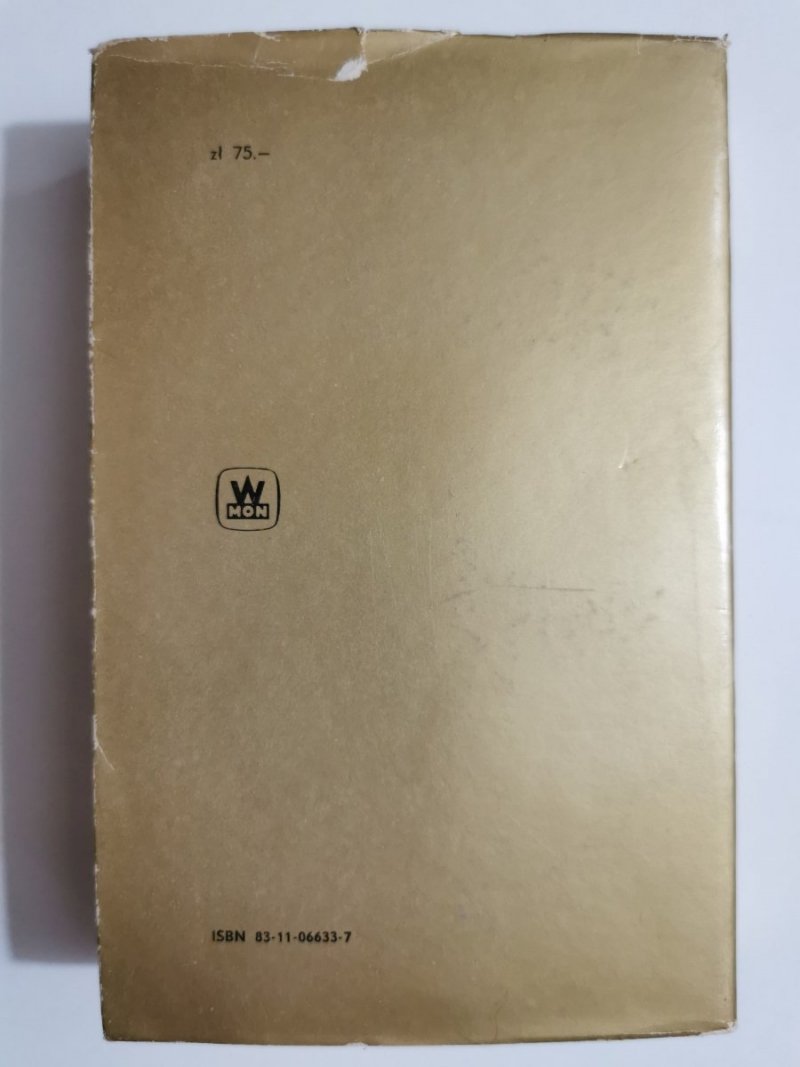 zł 75.—
W
MON
ISBN 83-11-06633-7